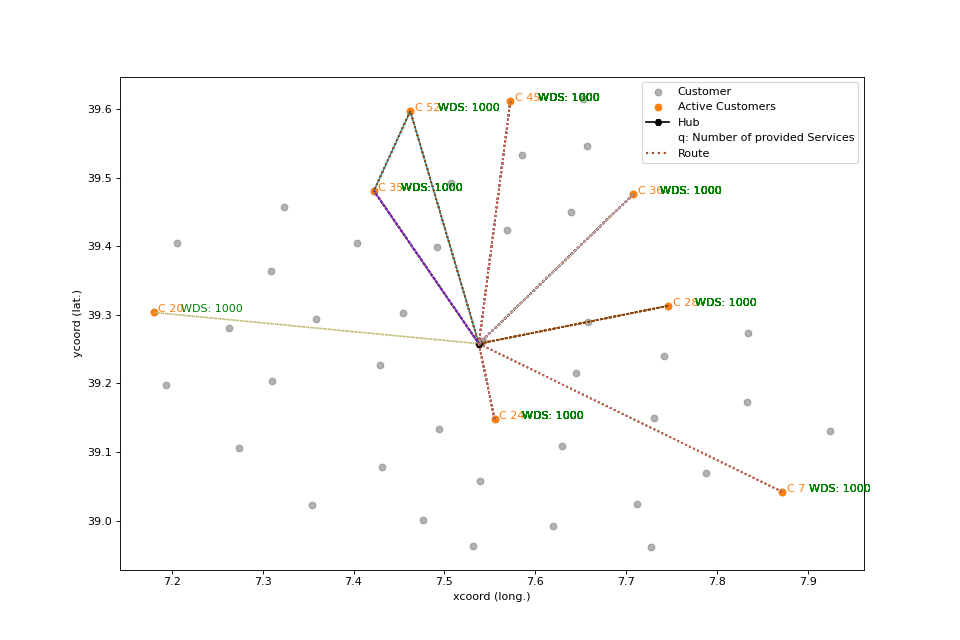 Customer
Active Customers
Hub
q: Number of provided Services
Route
C 52 WDS: 1000
C 45 WDS: 1000
C 35 WDS: 1000
C 36 WDS: 1000
C 20 WDS: 1000
C 28 WDS: 1000
C 24 WDS: 1000
C 7 WDS: 1000
39.6
39.5
39.4
39.3
39.2
39.1
39.0
ycoord (lat.)
7.2 7.3 7.4 7.5 7.6 7.7 7.8 7.9
xcoord (long.)